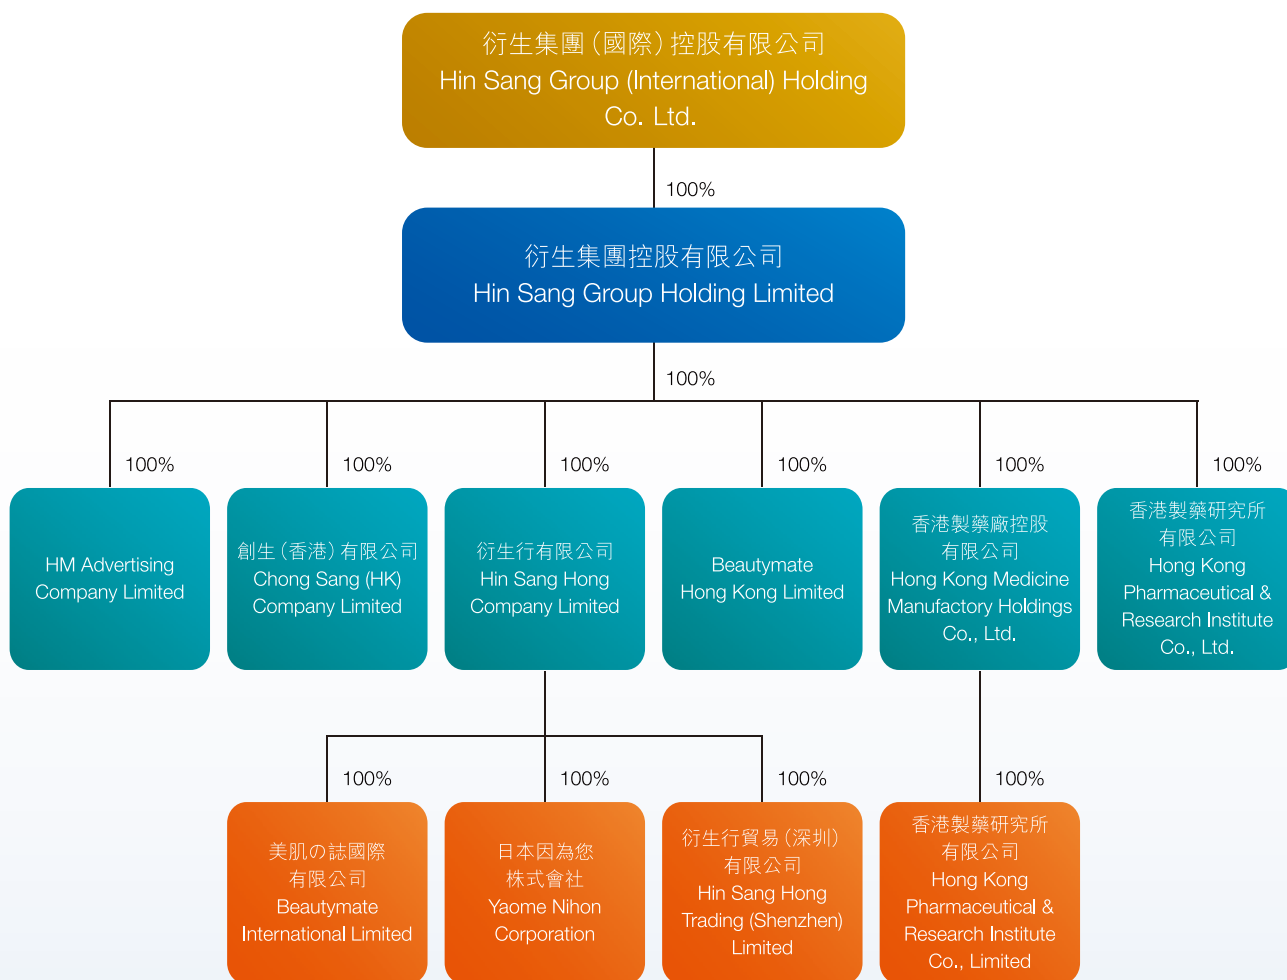 衍生集團(國際)控股有限公司
Hin Sang Group (International) Holding
Co. Ltd.
100%
衍生集團控股有限公司
Hin Sang Group Holding Limited
100%
100%
100%
100%
100%
100%
100%
HM Advertising
Company Limited
創生(香港)有限公司
Chong Sang (HK)
Company Limited
衍生行有限公司
Hin Sang Hong
Company Limited
Beautymate
Hong Kong Limited
香港製藥廠控股
有限公司
Hong Kong Medicine
Manufactory Holdings
Co., Ltd.
香港製藥研究所
有限公司
Hong Kong
Pharmaceutical &
Research Institute
Co., Ltd.
100%
100%
100%
100%
美肌の誌國際
有限公司
Beautymate
International Limited
日本因為您
株式會社
Yaome Nihon
Corporation
衍生行貿易(深圳)
有限公司
Hin Sang Hong
Trading (Shenzhen)
Limited
香港製藥研究所
有限公司
Hong Kong
Pharmaceutical &
Research Institute
Co., Limited